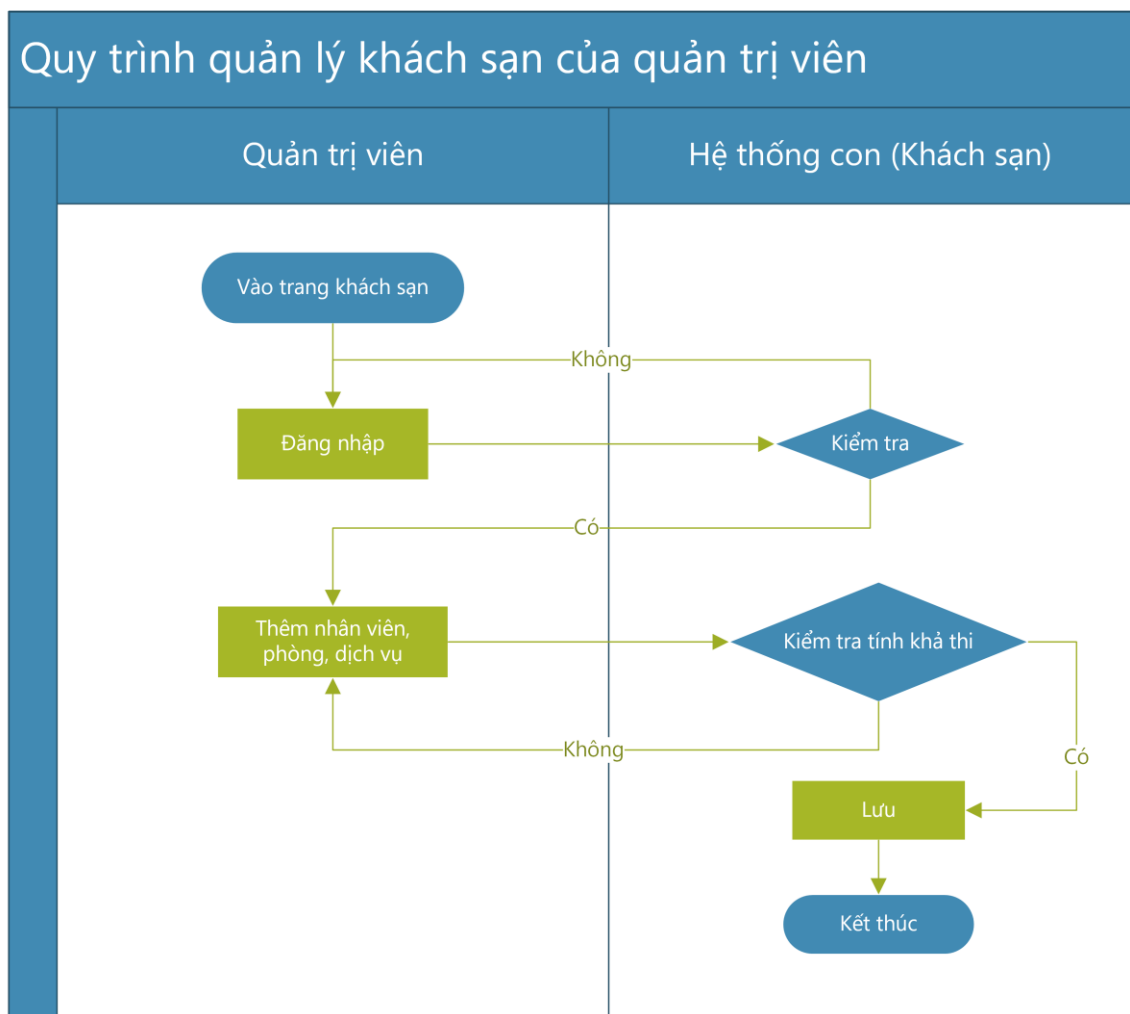 Quy trình quản lý khách sạn của quản trị viên
Quản trị viên
Hệ thống con (Khách sạn)
Vào trang khách sạn
Không
Đăng nhập
Kiểm tra
Có
Thêm nhân viên,
phòng, dịch vụ
Kiểm tra tính khả thi
Không
Có
Lưu
Kết thúc